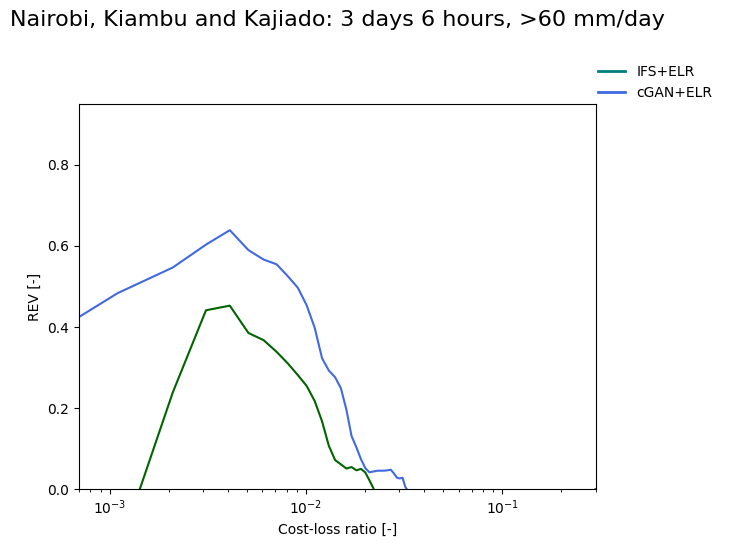 Nairobi, Kiambu and Kajiado: 3 days 6 hours, >60 mm/day
IFS+ELR
cGAN+ELR
0.8
0.6
0.4
0.2
0.0
REV [-]
10⁻³ 10⁻² 10⁻¹
Cost-loss ratio [-]